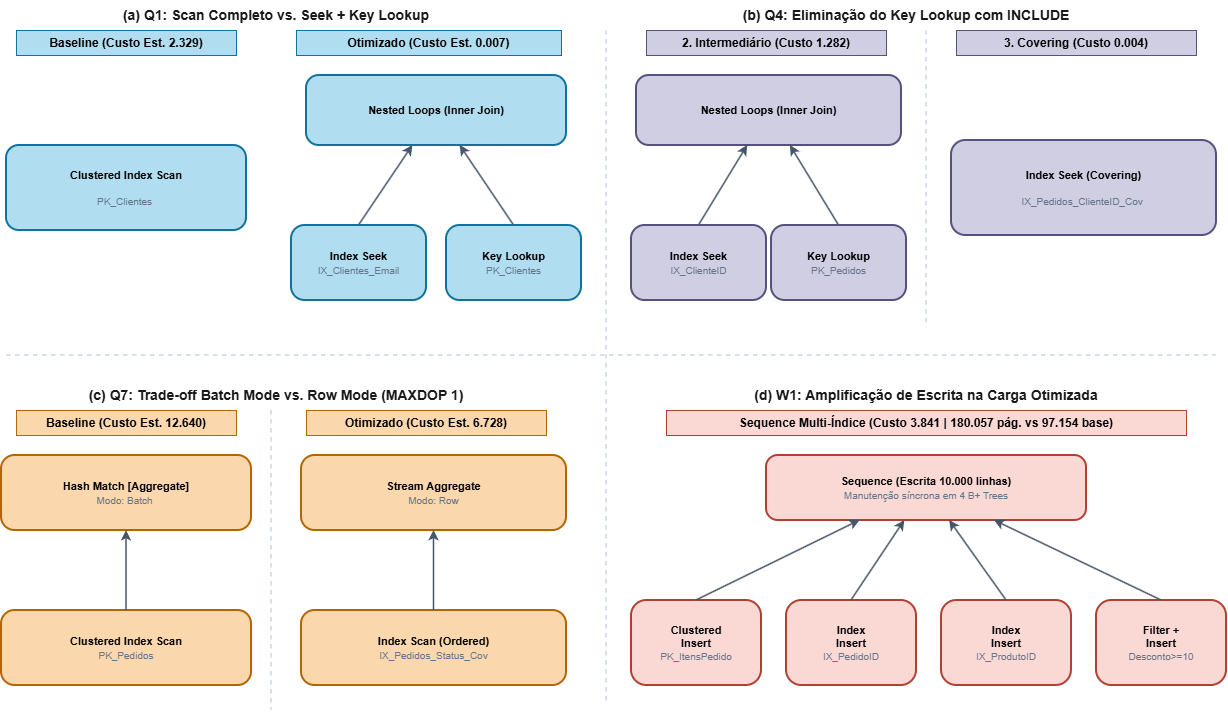 (a) Q1: Scan Completo vs. Seek + Key Lookup
Baseline (Custo Est. 2.329)
Otimizado (Custo Est. 0.007)
Nested Loops (Inner Join)
Clustered Index Scan
PK_Clientes
Index Seek
IX_Clientes_Email
Key Lookup
PK_Clientes
(b) Q4: Eliminação do Key Lookup com INCLUDE
2. Intermediário (Custo 1.282)
3. Covering (Custo 0.004)
Nested Loops (Inner Join)
Index Seek (Covering)
IX_Pedidos_ClienteID_Cov
Index Seek
IX_ClienteID
Key Lookup
PK_Pedidos
(c) Q7: Trade-off Batch Mode vs. Row Mode (MAXDOP 1)
Baseline (Custo Est. 12.640)
Otimizado (Custo Est. 6.728)
Hash Match [Aggregate]
Modo: Batch
Stream Aggregate
Modo: Row
Clustered Index Scan
PK_Pedidos
Index Scan (Ordered)
IX_Pedidos_Status_Cov
(d) W1: Amplificação de Escrita na Carga Otimizada
Sequence Multi-Índice (Custo 3.841 | 180.057 pág. vs 97.154 base)
Sequence (Escrita 10.000 linhas)
Manutenção síncrona em 4 B+ Trees
Clustered
Insert
PK_ItensPedido
Index
Insert
IX_PedidoID
Index
Insert
IX_ProdutoID
Filter +
Insert
Desconto>=10